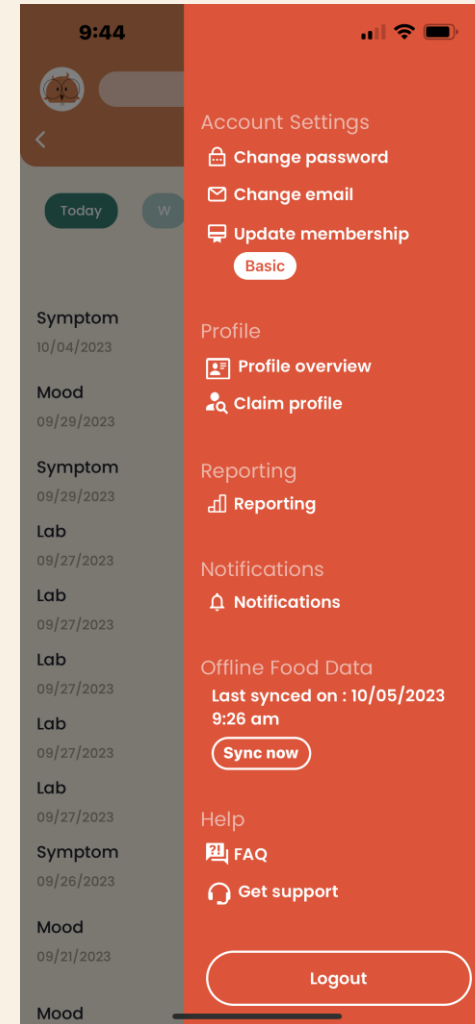 9:44
Today
W
Symptom
10/04/2023
Mood
09/29/2023
Symptom
09/29/2023
Lab
09/27/2023
Lab
09/27/2023
Lab
09/27/2023
Lab
09/27/2023
Lab
09/27/2023
Symptom
09/26/2023
Mood
09/21/2023
Mood
Account Settings
Change password
Change email
Update membership
Basic
Profile
Profile overview
Claim profile
Reporting
Reporting
Notifications
Notifications
Offline Food Data
Last synced on : 10/05/2023
9:26 am
Sync now
Help
?!
FAQ
Get support
Logout